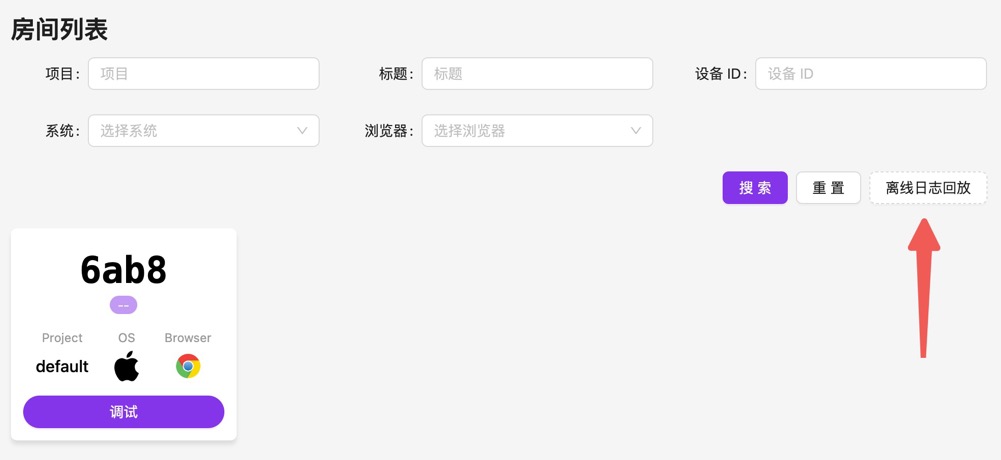 房间列表
项目: 项目 标题: 标题 设备 ID: 设备 ID
系统: 选择系统 浏览器: 选择浏览器
搜 索 重 置 离线日志回放
6ab8
--
Project OS Browser
default
调试